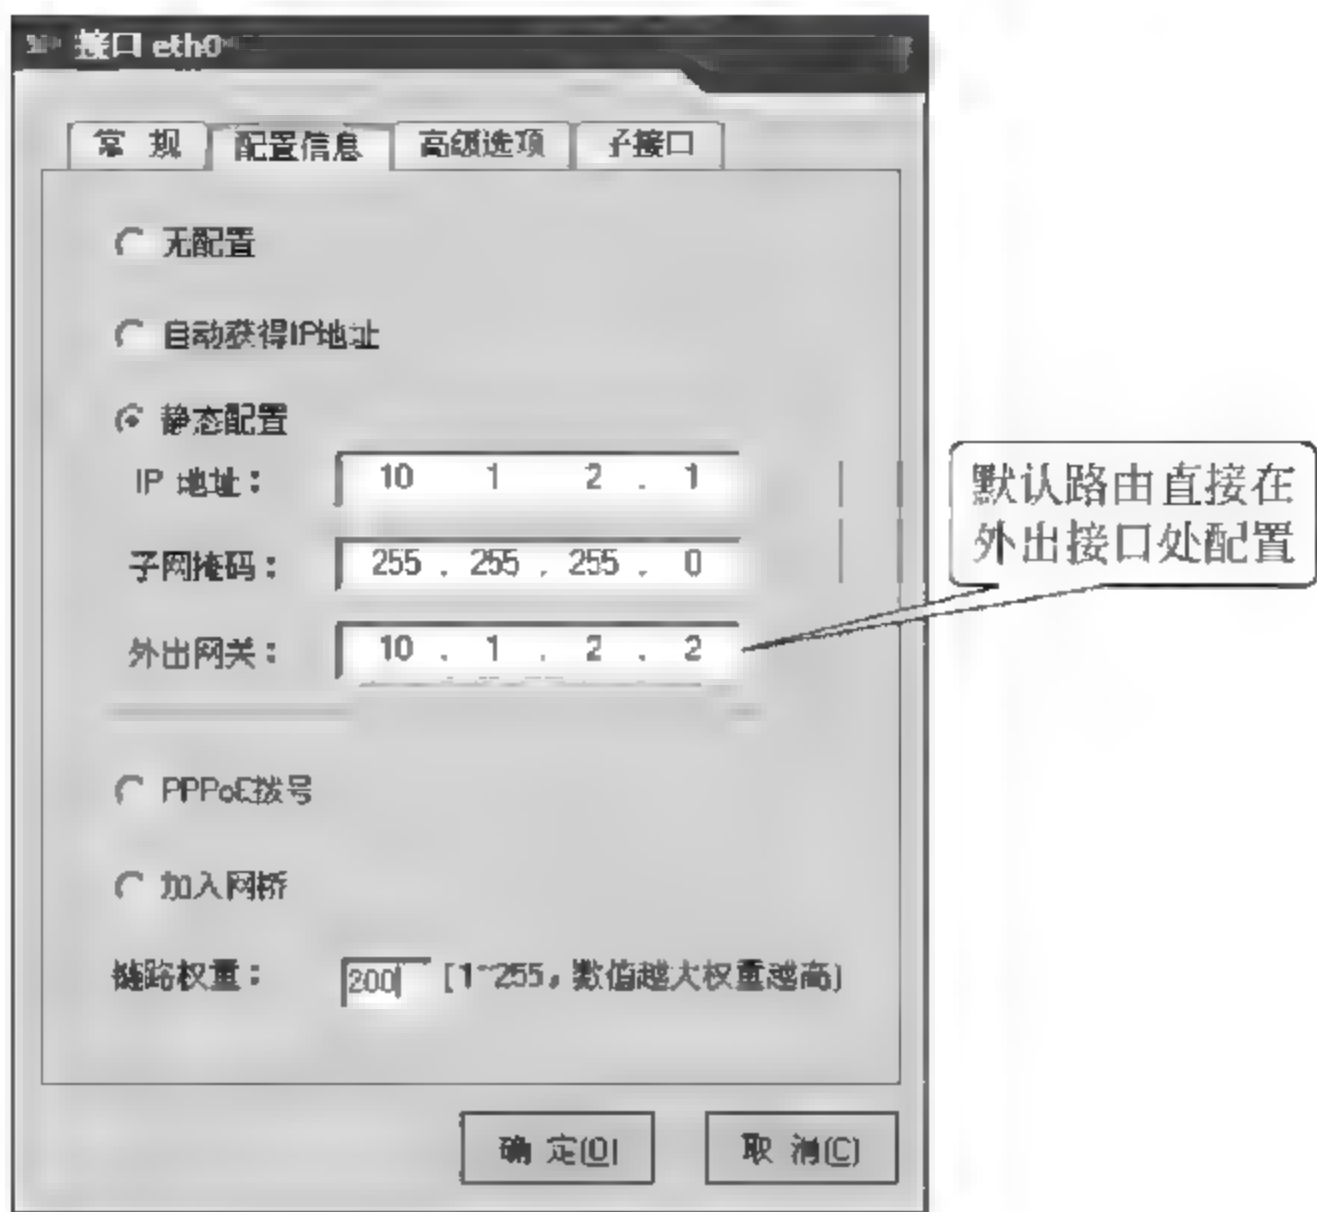 接口 eth0
常 规 配置信息 高级选项 子接口
无配置
自动获得IP地址
静态配置
IP 地址： 10 1 2 . 1
子网掩码： 255 . 255 . 255 . 0
外出网关： 10 . 1 . 2 . 2
默认路由直接在
外出接口处配置
PPPoE拨号
加入网桥
链路权重： 200 [1~255，数值越大权重越高)
确 定(O) 取 消(C)